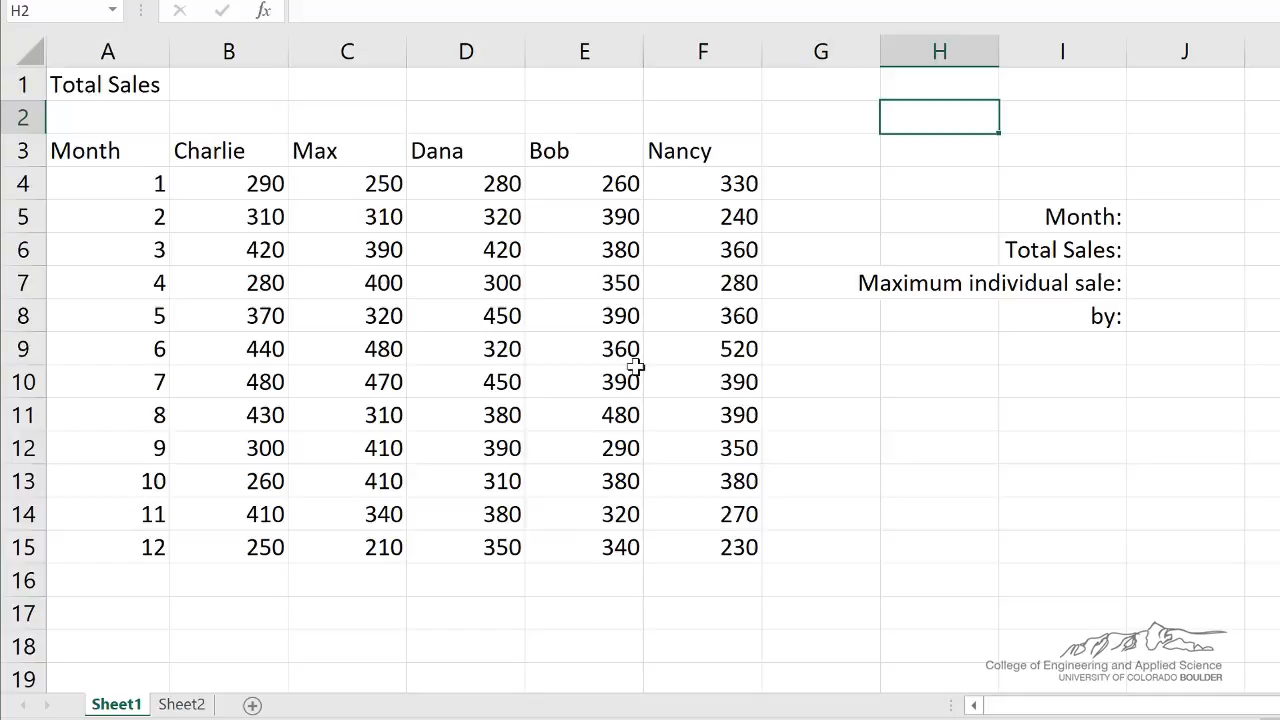 H2 fx
A B C D E F G H I J
1 Total Sales
2
3 Month Charlie Max Dana Bob Nancy
4 1 290 250 280 260 330
5 2 310 310 320 390 240 Month:
6 3 420 390 420 380 360 Total Sales:
7 4 280 400 300 350 280 Maximum individual sale:
8 5 370 320 450 390 360 by:
9 6 440 480 320 360 520
10 7 480 470 450 390 390
11 8 430 310 380 480 390
12 9 300 410 390 290 350
13 10 260 410 310 380 380
14 11 410 340 380 320 270
15 12 250 210 350 340 230
16
17
18
19
College of Engineering and Applied Science
UNIVERSITY OF COLORADO BOULDER
Sheet1 Sheet2